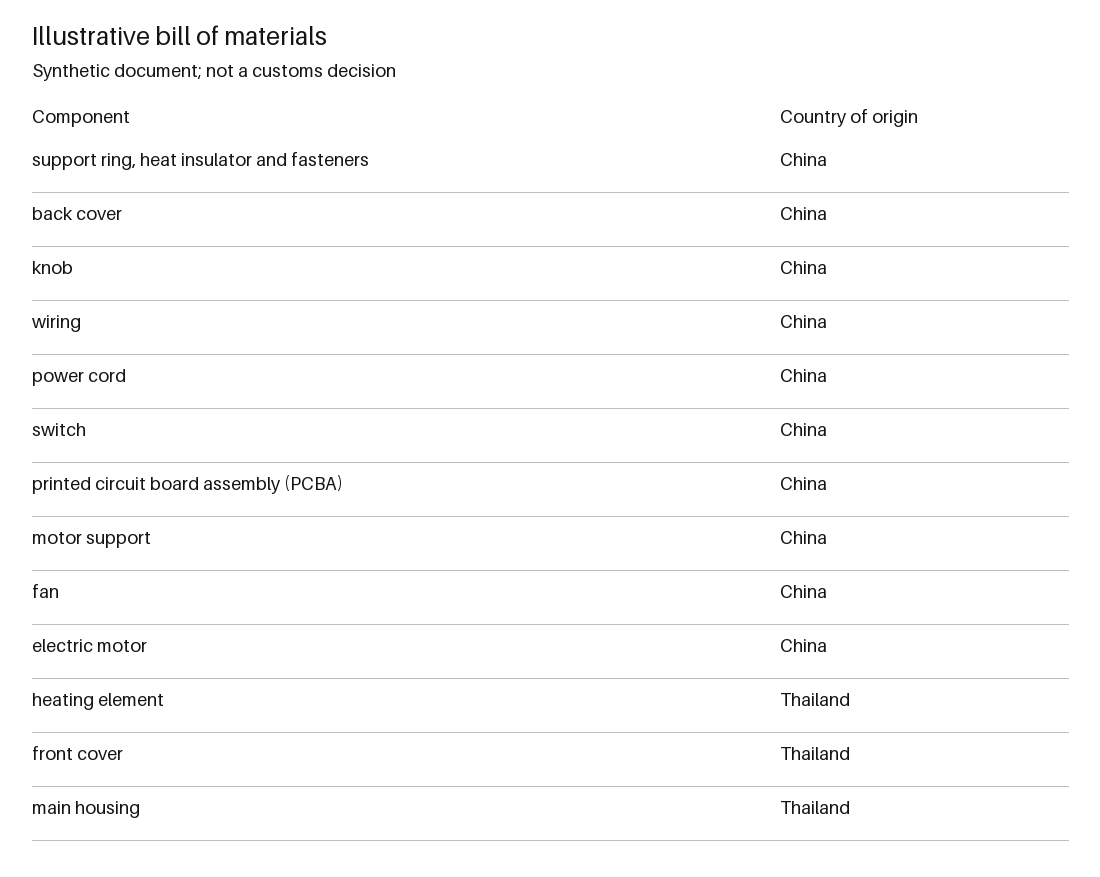 Illustrative bill of materials
Synthetic document; not a customs decision
Component Country of origin
support ring, heat insulator and fasteners China
back cover China
knob China
wiring China
power cord China
switch China
printed circuit board assembly (PCBA) China
motor support China
fan China
electric motor China
heating element Thailand
front cover Thailand
main housing Thailand